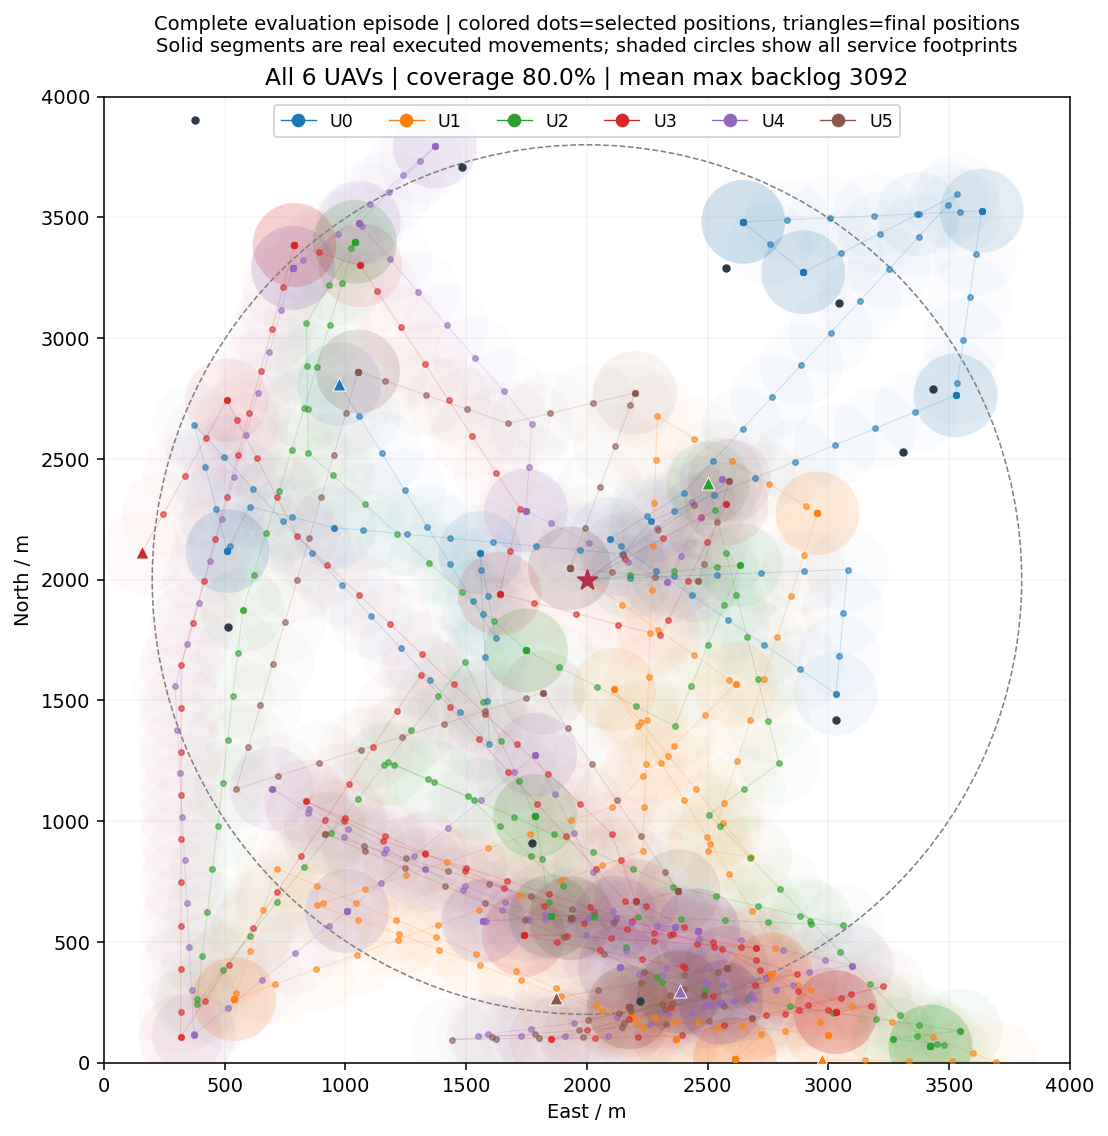 Complete evaluation episode | colored dots=selected positions, triangles=final positions
Solid segments are real executed movements; shaded circles show all service footprints
All 6 UAVs | coverage 80.0% | mean max backlog 3092
U0 U1 U2 U3 U4 U5
4000
3500
3000
2500
2000
1500
1000
500
0
North / m
0 500 1000 1500 2000 2500 3000 3500 4000
East / m